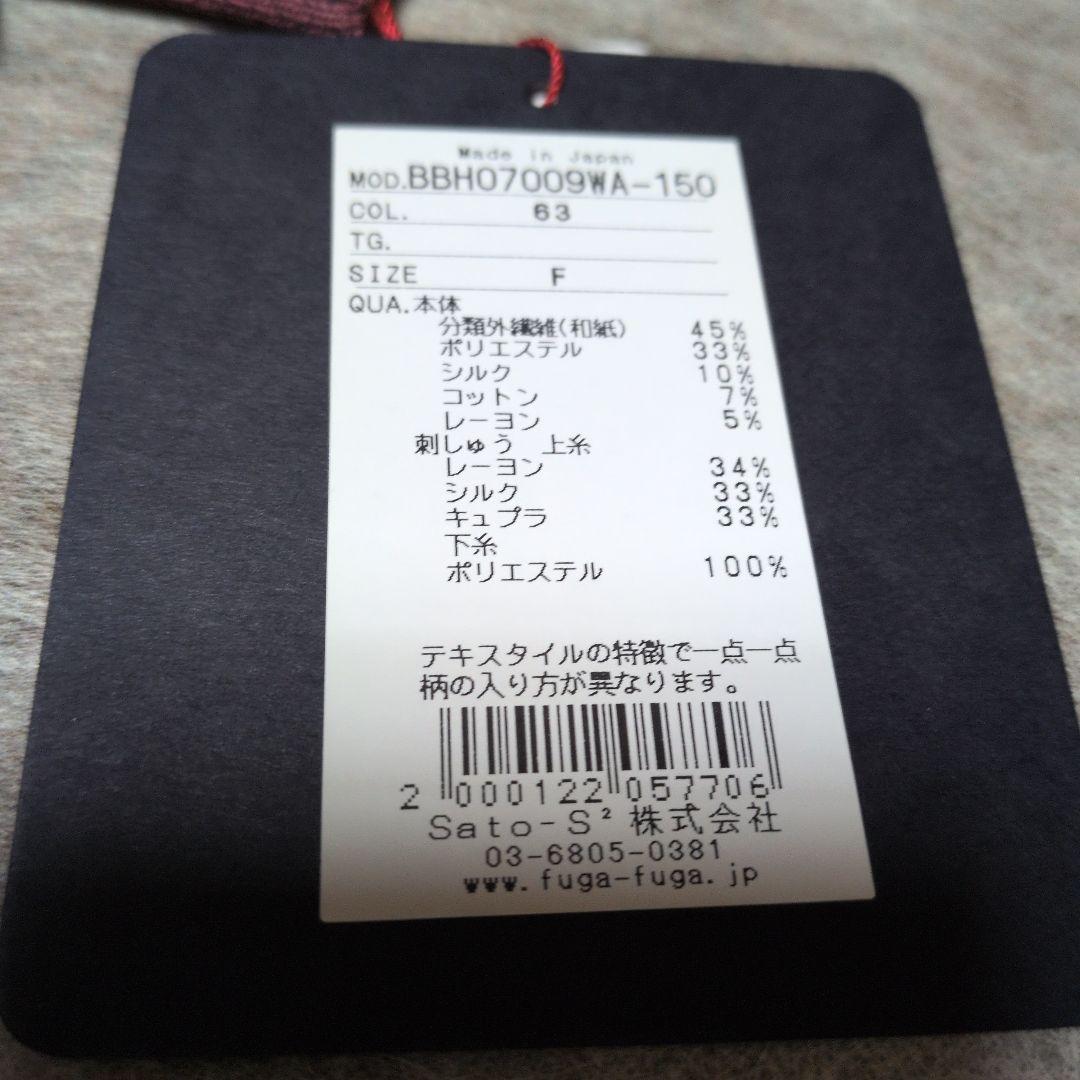 Made in Japan
MOD.BBH07009WA-150
COL. 63
TG.
SIZE F
QUA.本体
分類外繊維(和紙) 45%
ポリエステル 33%
シルク 10%
コットン 7%
レーヨン 5%
刺しゅう 上糸
レーヨン 34%
シルク 33%
キュプラ 33%
下糸
ポリエステル 100%
テキスタイルの特徴で一点一点
柄の入り方が異なります。
2 000122 057706
Sato-S² 株式会社
03-6805-0381
www.fuga-fuga.jp